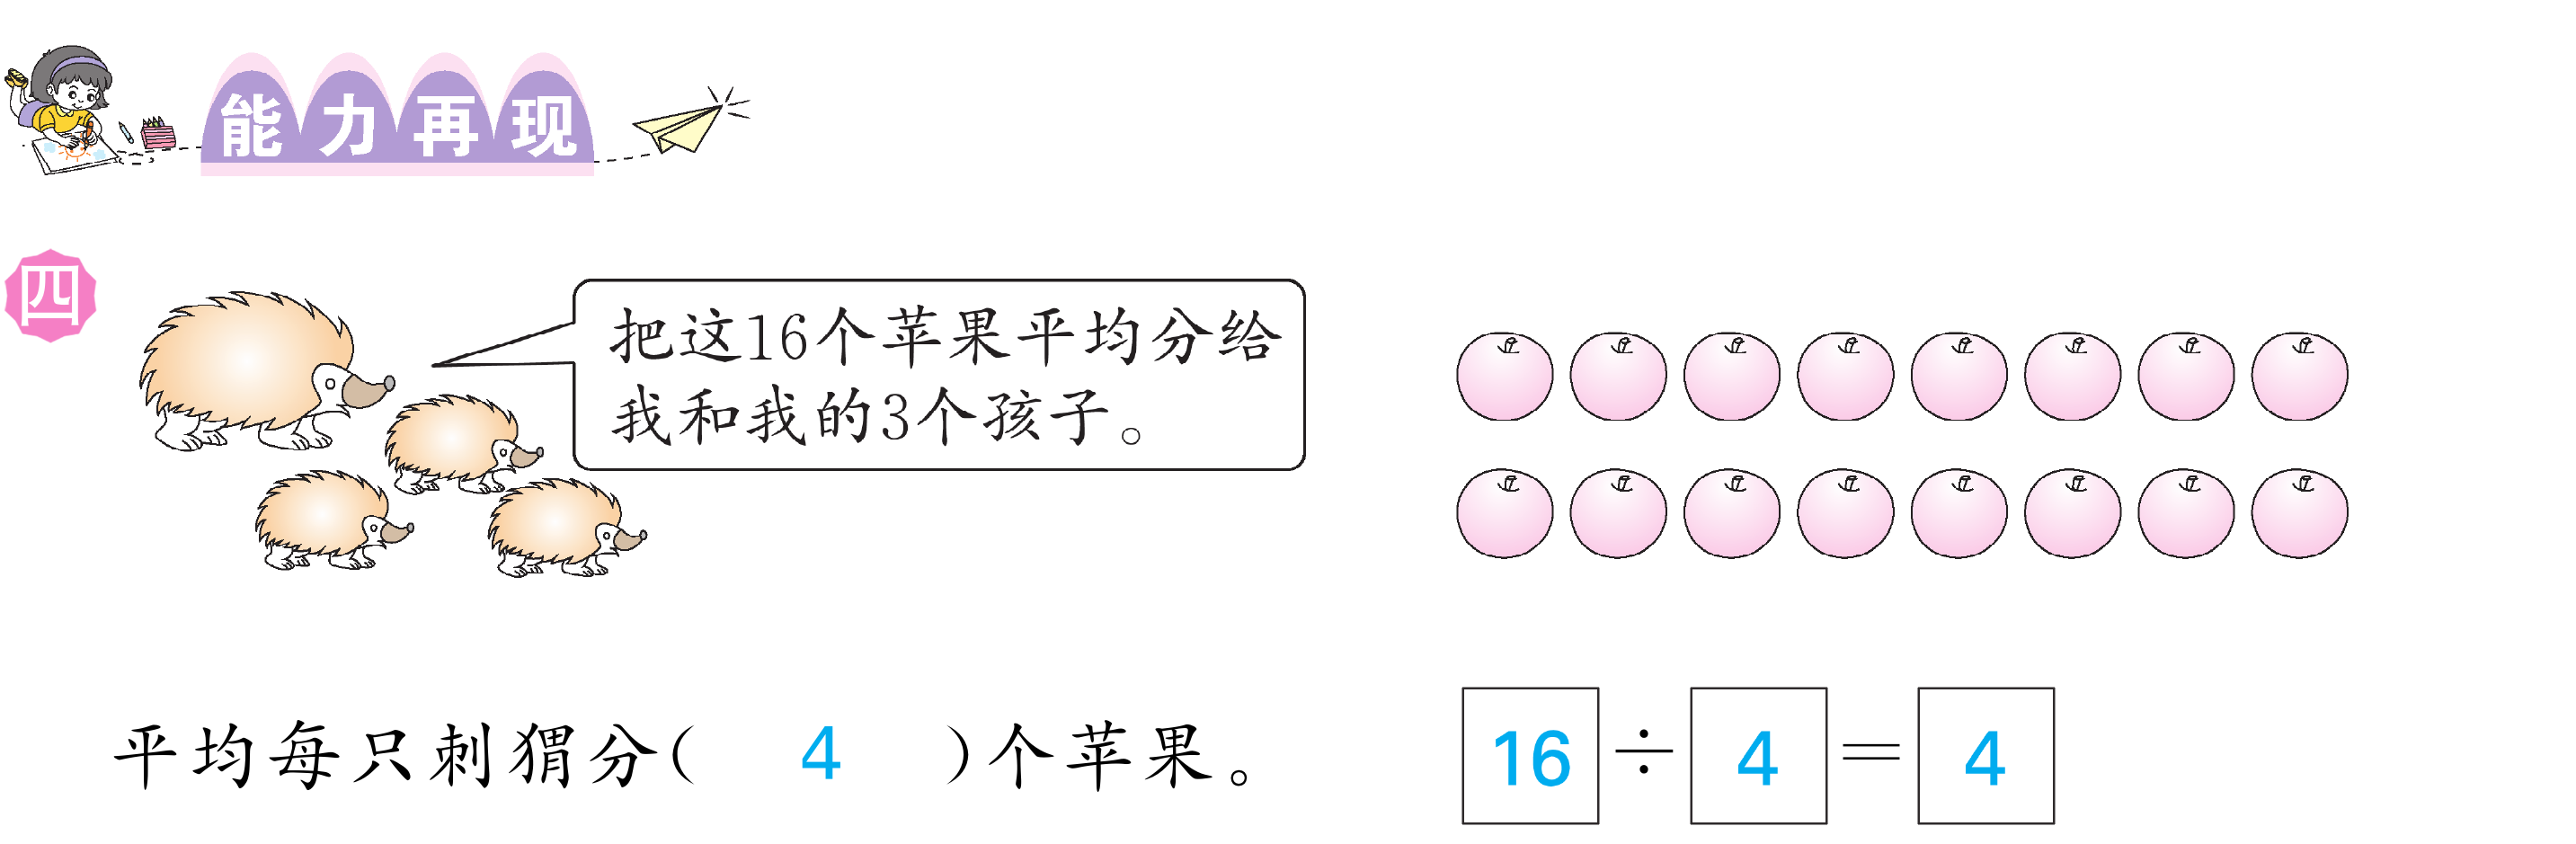 能力再现
四
把这16个苹果平均分给
我和我的3个孩子。
平均每只刺猬分( 4 )个苹果。
16÷4=4